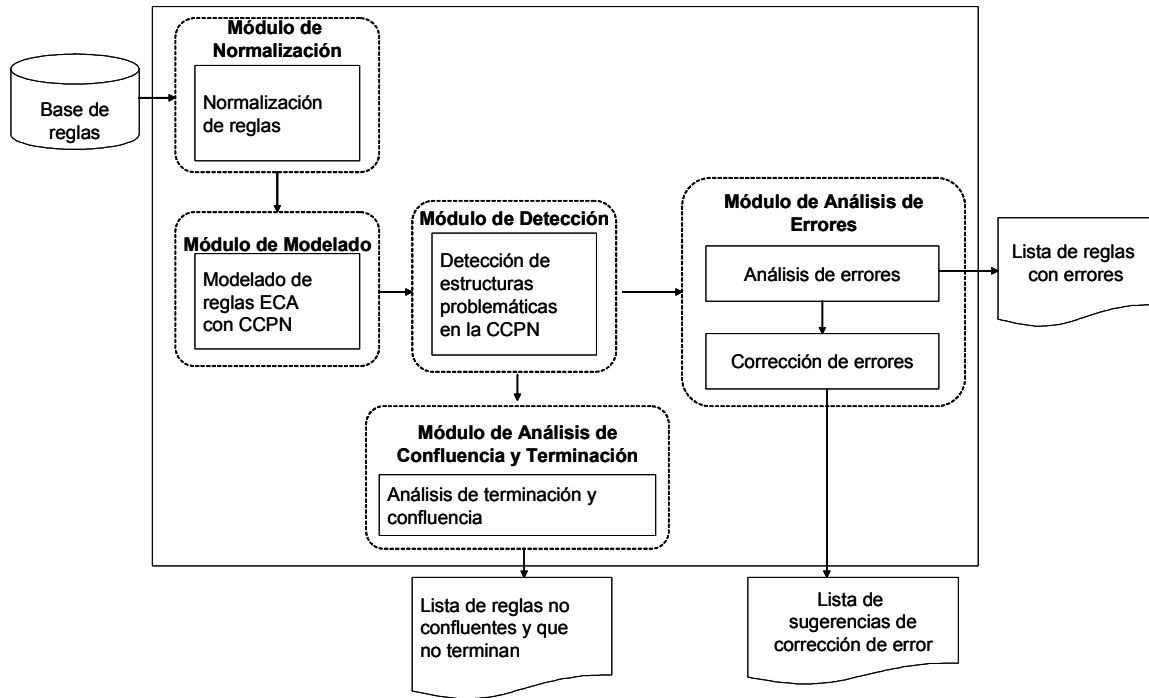 Módulo de
Normalización
Base de
reglas
Normalización
de reglas
Módulo de Modelado
Modelado de
reglas ECA
con CCPN
Módulo de Detección
Detección de
estructuras
problemáticas
en la CCPN
Módulo de Análisis de
Errores
Análisis de errores
Corrección de errores
Lista de reglas
con errores
Módulo de Análisis de
Confluencia y Terminación
Análisis de terminación y
confluencia
Lista de reglas no
confluentes y que
no terminan
Lista de
sugerencias de
corrección de error